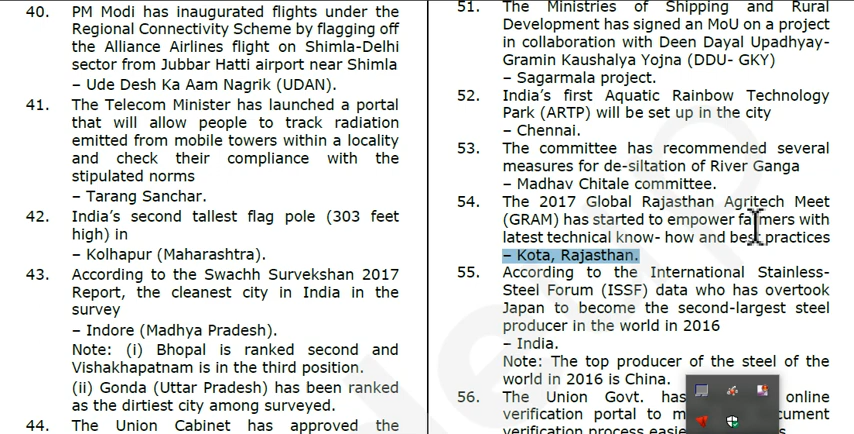 40. PM Modi has inaugurated flights under the
Regional Connectivity Scheme by flagging off
the Alliance Airlines flight on Shimla-Delhi
sector from Jubbar Hatti airport near Shimla
– Ude Desh Ka Aam Nagrik (UDAN).
41. The Telecom Minister has launched a portal
that will allow people to track radiation
emitted from mobile towers within a locality
and check their compliance with the
stipulated norms
– Tarang Sanchar.
42. India's second tallest flag pole (303 feet
high) in
– Kolhapur (Maharashtra).
43. According to the Swachh Survekshan 2017
Report, the cleanest city in India in the
survey
– Indore (Madhya Pradesh).
Note: (i) Bhopal is ranked second and
Vishakhapatnam is in the third position.
(ii) Gonda (Uttar Pradesh) has been ranked
as the dirtiest city among surveyed.
44. The Union Cabinet has approved the
51. The Ministries of Shipping and Rural
Development has signed an MoU on a project
in collaboration with Deen Dayal Upadhyay-
Gramin Kaushalya Yojna (DDU- GKY)
– Sagarmala project.
52. India's first Aquatic Rainbow Technology
Park (ARTP) will be set up in the city
– Chennai.
53. The committee has recommended several
measures for de-siltation of River Ganga
– Madhav Chitale committee.
54. The 2017 Global Rajasthan Agritech Meet
(GRAM) has started to empower farmers with
latest technical know- how and best practices
– Kota, Rajasthan.
55. According to the International Stainless-
Steel Forum (ISSF) data who has overtook
Japan to become the second-largest steel
producer in the world in 2016
– India.
Note: The top producer of the steel of the
world in 2016 is China.
56. The Union Govt. has online
verification portal to
verification process